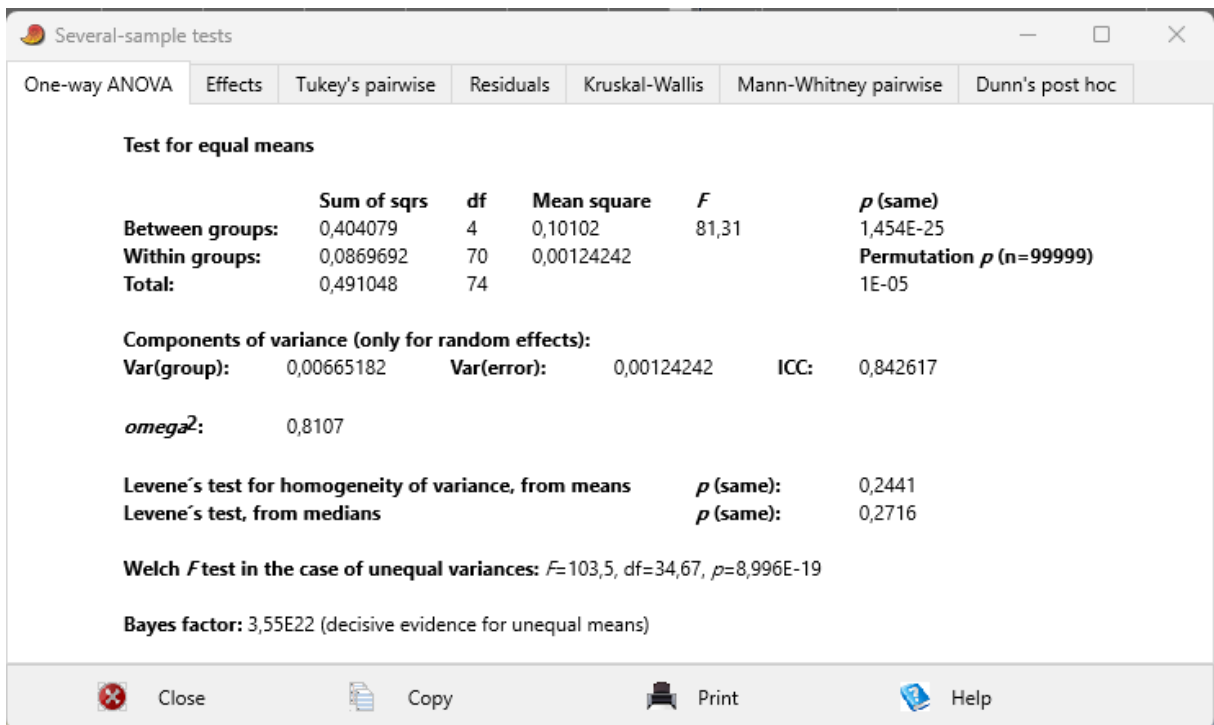 Several-sample tests
One-way ANOVA Effects Tukey's pairwise Residuals Kruskal-Wallis Mann-Whitney pairwise Dunn's post hoc
Test for equal means
Sum of sqrs df Mean square F p (same)
Between groups: 0,404079 4 0,10102 81,31 1,454E-25
Within groups: 0,0869692 70 0,00124242 Permutation p (n=99999)
Total: 0,491048 74 1E-05
Components of variance (only for random effects):
Var(group): 0,00665182 Var(error): 0,00124242 ICC: 0,842617
omega2: 0,8107
Levene´s test for homogeneity of variance, from means p (same): 0,2441
Levene´s test, from medians p (same): 0,2716
Welch F test in the case of unequal variances: F=103,5, df=34,67, p=8,996E-19
Bayes factor: 3,55E22 (decisive evidence for unequal means)
Close Copy Print Help